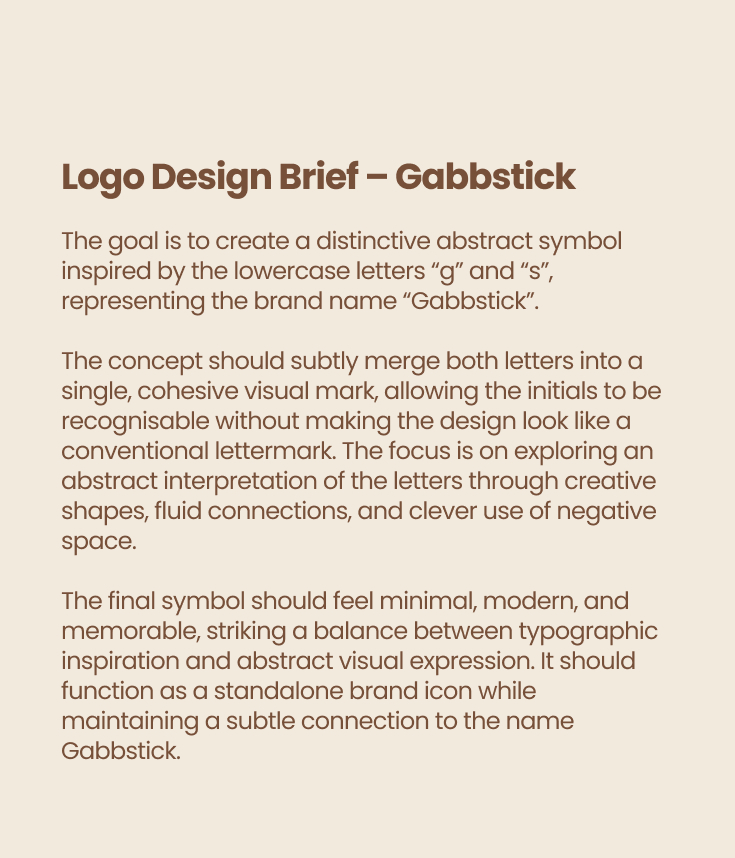 Logo Design Brief – Gabbstick
The goal is to create a distinctive abstract symbol
inspired by the lowercase letters “g” and “s”,
representing the brand name “Gabbstick”.
The concept should subtly merge both letters into a
single, cohesive visual mark, allowing the initials to be
recognisable without making the design look like a
conventional lettermark. The focus is on exploring an
abstract interpretation of the letters through creative
shapes, fluid connections, and clever use of negative
space.
The final symbol should feel minimal, modern, and
memorable, striking a balance between typographic
inspiration and abstract visual expression. It should
function as a standalone brand icon while
maintaining a subtle connection to the name
Gabbstick.